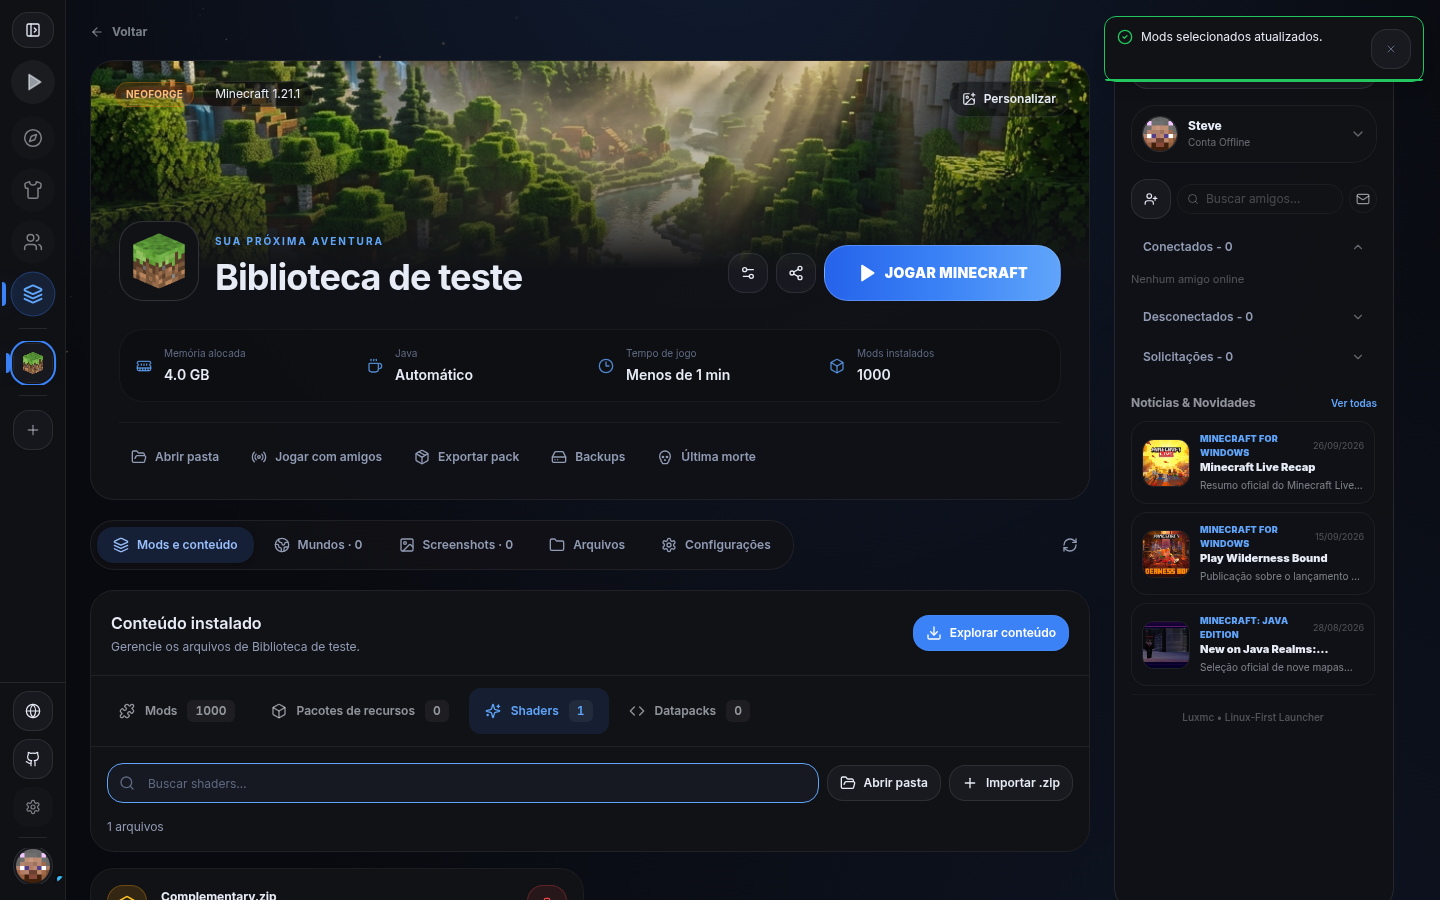 Voltar
NEOFORGE
Minecraft 1.21.1
Personalizar
SUA PRÓXIMA AVENTURA
Biblioteca de teste
JOGAR MINECRAFT
Memória alocada
4.0 GB
Java
Automático
Tempo de jogo
Menos de 1 min
Mods instalados
1000
Abrir pasta
Jogar com amigos
Exportar pack
Backups
Última morte
Mods e conteúdo
Mundos · 0
Screenshots · 0
Arquivos
Configurações
Conteúdo instalado
Gerencie os arquivos de Biblioteca de teste.
Explorar conteúdo
Mods 1000
Pacotes de recursos 0
Shaders 1
Datapacks 0
Buscar shaders...
Abrir pasta
Importar .zip
1 arquivos
Complementary.zip
Mods selecionados atualizados.
Steve
Conta Offline
Buscar amigos...
Conectados - 0
Nenhum amigo online
Desconectados - 0
Solicitações - 0
Notícias & Novidades
Ver todas
MINECRAFT FOR WINDOWS
26/09/2026
Minecraft Live Recap
Resumo oficial do Minecraft Live...
MINECRAFT FOR WINDOWS
15/09/2026
Play Wilderness Bound
Publicação sobre o lançamento ...
MINECRAFT: JAVA EDITION
28/08/2026
New on Java Realms:...
Seleção oficial de nove mapas...
Luxmc • Linux-First Launcher